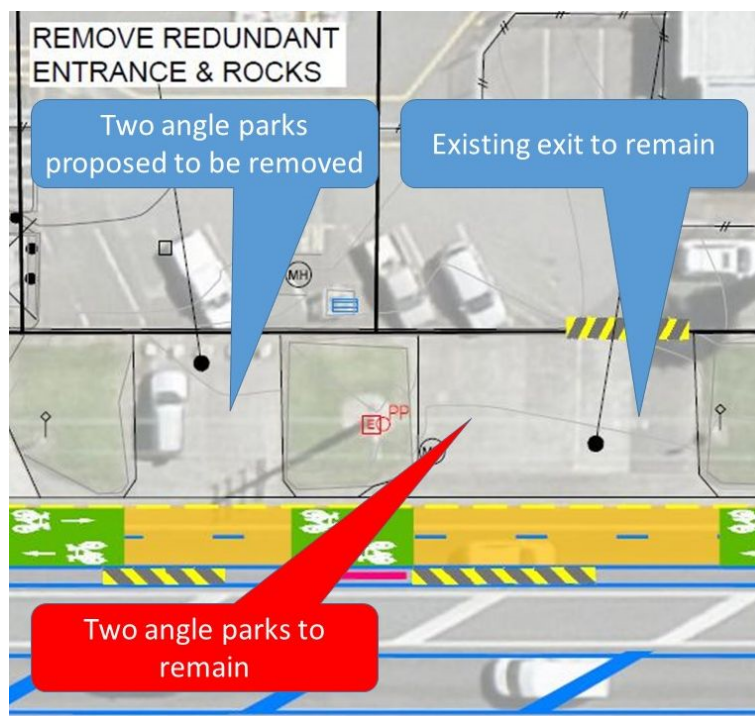 REMOVE REDUNDANT
ENTRANCE & ROCKS
Two angle parks
proposed to be removed
Existing exit to remain
MH
PP
E
Two angle parks to
remain